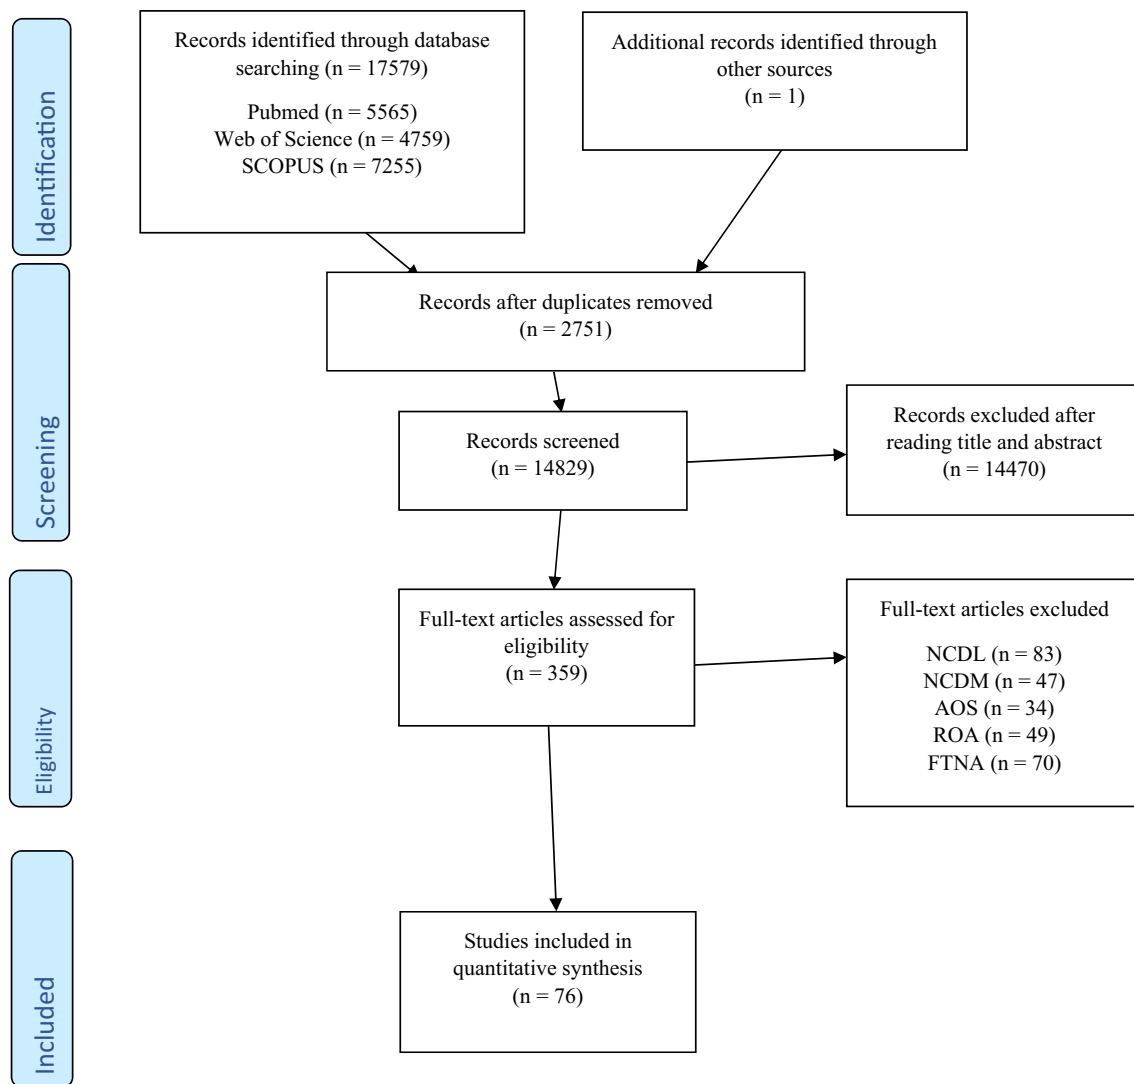 Identification
Records identified through database
searching (n = 17579)
Pubmed (n = 5565)
Web of Science (n = 4759)
SCOPUS (n = 7255)
Additional records identified through
other sources
(n = 1)
Screening
Records after duplicates removed
(n = 2751)
Records screened
(n = 14829)
Records excluded after
reading title and abstract
(n = 14470)
Eligibility
Full-text articles assessed for
eligibility
(n = 359)
Full-text articles excluded
NCDL (n = 83)
NCDM (n = 47)
AOS (n = 34)
ROA (n = 49)
FTNA (n = 70)
Included
Studies included in
quantitative synthesis
(n = 76)